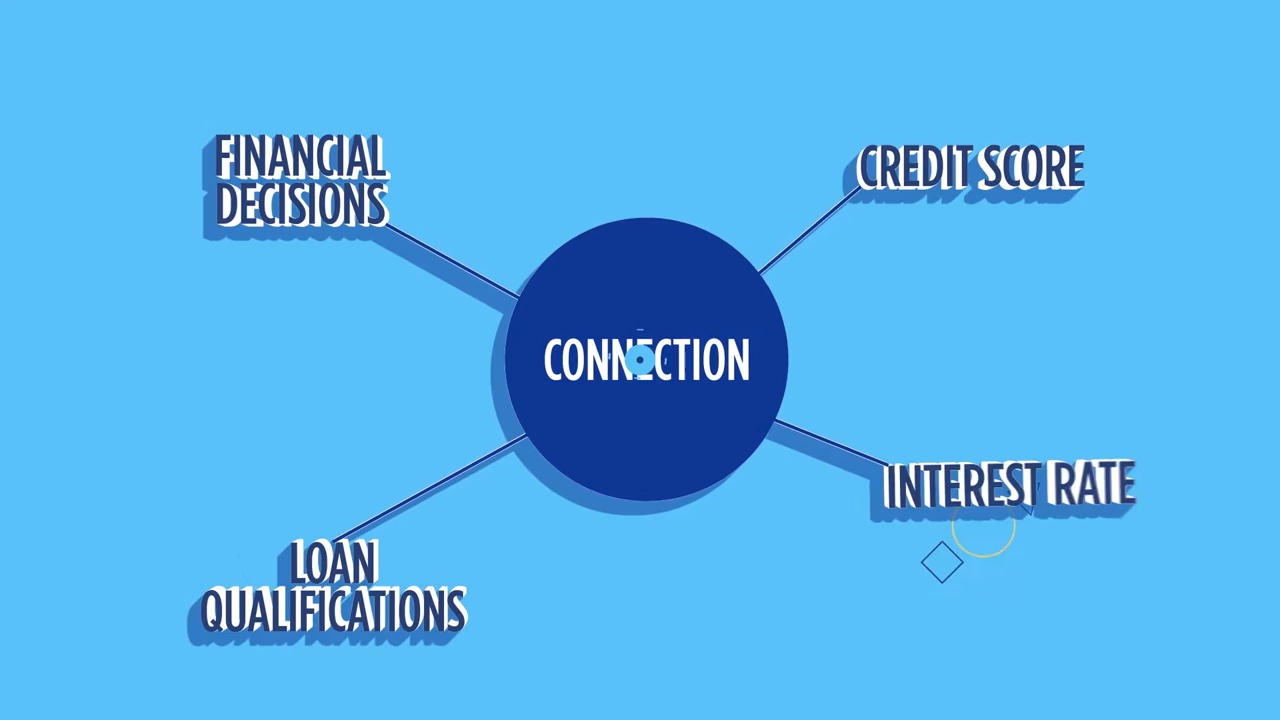 FINANCIAL
DECISIONS
CREDIT SCORE
CONNECTION
INTEREST RATE
LOAN
QUALIFICATIONS